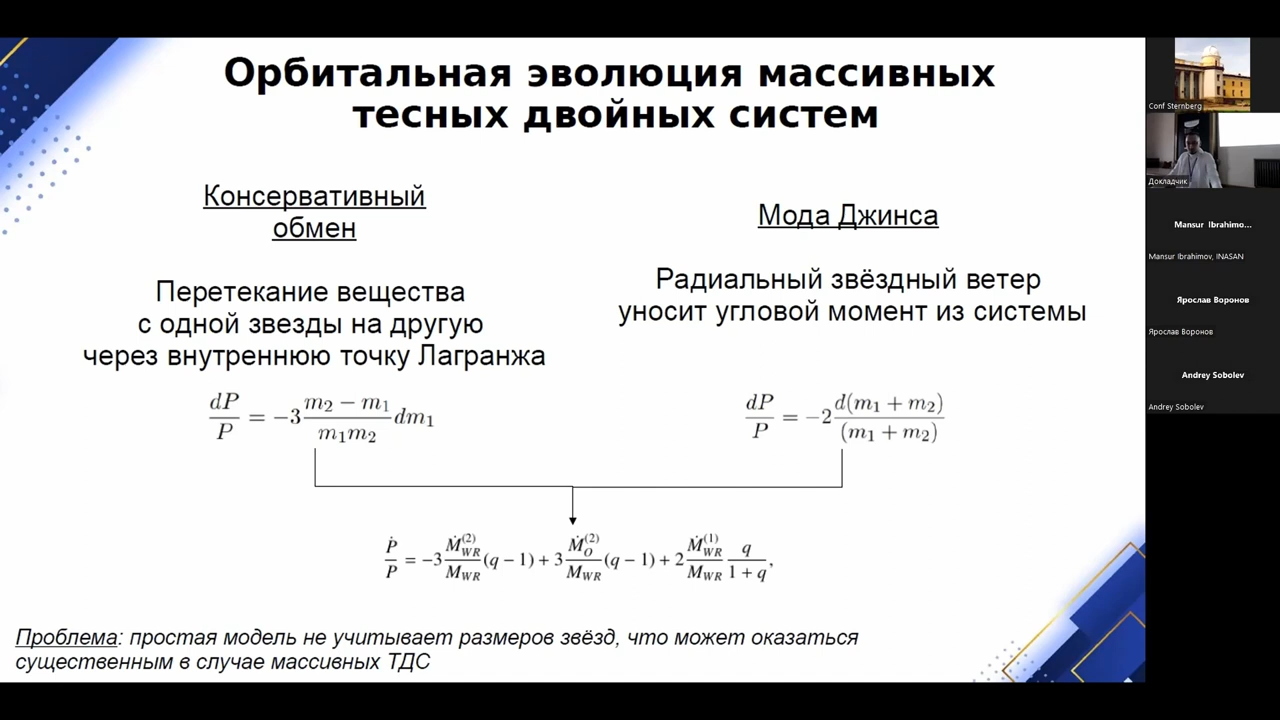 Орбитальная эволюция массивных
тесных двойных систем
Консервативный
обмен
Перетекание вещества
с одной звезды на другую
через внутреннюю точку Лагранжа
dP/P = −3 (m₂ − m₁)/(m₁m₂) dm₁
Мода Джинса
Радиальный звёздный ветер
уносит угловой момент из системы
dP/P = −2 d(m₁ + m₂)/(m₁ + m₂)
Ṗ/P = −3 Ṁ_WR^(2)/M_WR (q − 1) + 3 Ṁ_O^(2)/M_WR (q − 1) + 2 Ṁ_WR^(1)/M_WR q/(1 + q),
Проблема: простая модель не учитывает размеров звёзд, что может оказаться
существенным в случае массивных ТДС
Conf Sternberg
Докладчик
Mansur Ibrahimo...
Mansur Ibrahimov, INASAN
Ярослав Воронов
Ярослав Воронов
Andrey Sobolev
Andrey Sobolev